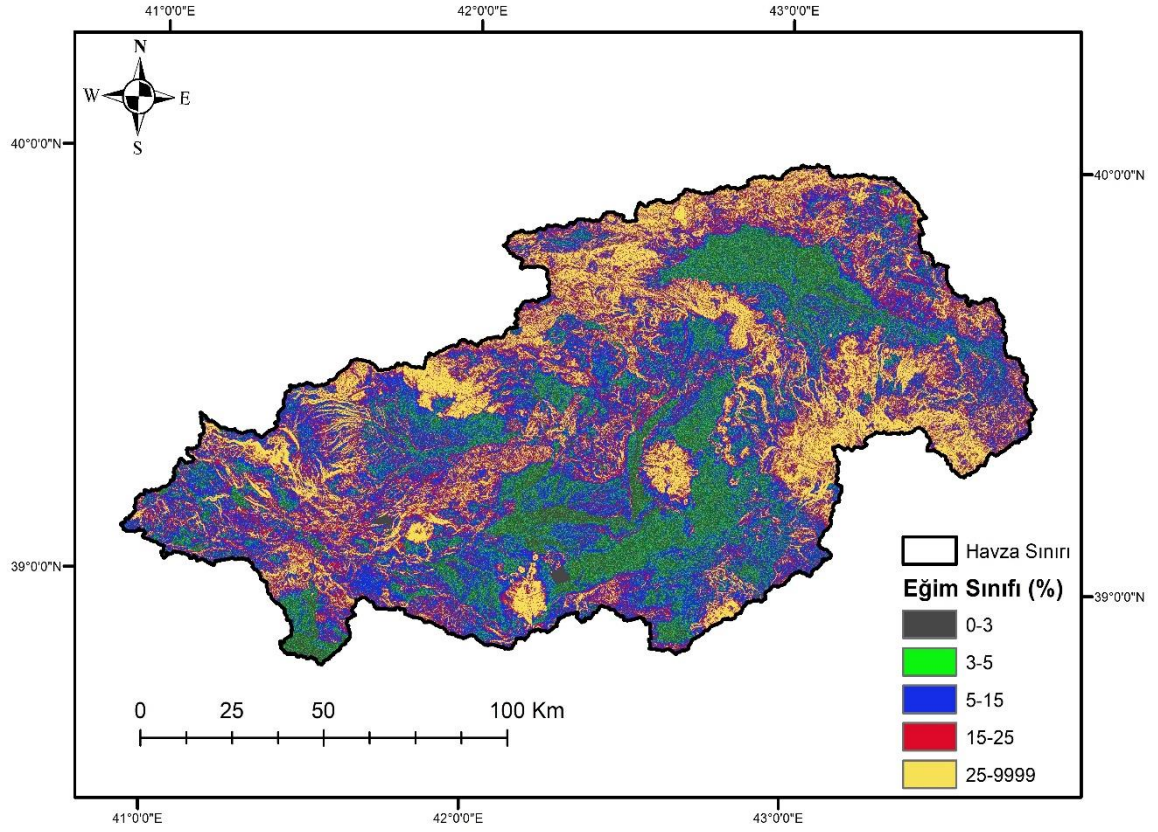 41°0'0"E 42°0'0"E 43°0'0"E
N
W E
S
40°0'0"N 40°0'0"N
39°0'0"N 39°0'0"N
Havza Sınırı
Eğim Sınıfı (%)
0-3
3-5
5-15
15-25
25-9999
0 25 50 100 Km
41°0'0"E 42°0'0"E 43°0'0"E